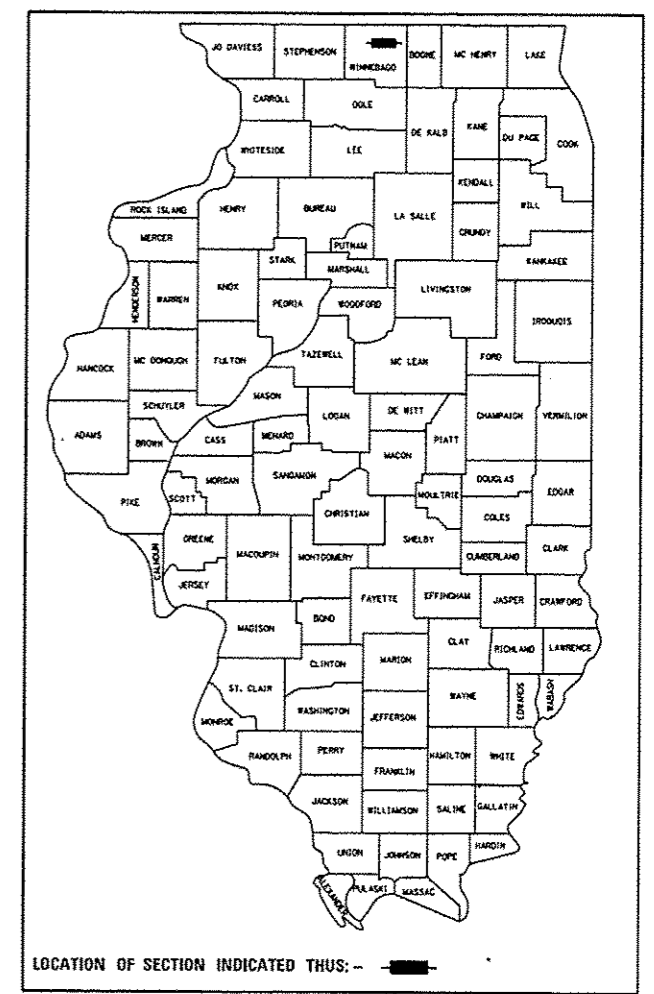 JO DAVIESS STEPHENSON WINNEBAGO BOONE MC HENRY LAKE
CARROLL OGLE DE KALB KANE DU PAGE COOK
WHITESIDE LEE
KENDALL WILL
ROCK ISLAND HENRY BUREAU LA SALLE GRUNDY
MERCER PUTNAM
STARK MARSHALL KANKAKEE
HENDERSON WARREN KNOX PEORIA WOODFORD LIVINGSTON IROQUOIS
HANCOCK MC DONOUGH FULTON TAZEWELL MC LEAN FORD
SCHUYLER MASON LOGAN DE WITT CHAMPAIGN VERMILION
ADAMS BROWN CASS MENARD MACON PIATT
PIKE SCOTT MORGAN SANGAMON MOULTRIE DOUGLAS EDGAR
CHRISTIAN COLES
CALHOUN GREENE MACOUPIN MONTGOMERY SHELBY CUMBERLAND CLARK
JERSEY FAYETTE EFFINGHAM JASPER CRAWFORD
MADISON BOND
CLINTON MARION CLAY RICHLAND LAWRENCE
ST. CLAIR WASHINGTON JEFFERSON WAYNE EDWARDS WABASH
MONROE
RANDOLPH PERRY FRANKLIN HAMILTON WHITE
JACKSON WILLIAMSON SALINE GALLATIN
UNION JOHNSON POPE HARDIN
ALEXANDER PULASKI MASSAC
LOCATION OF SECTION INDICATED THUS: -